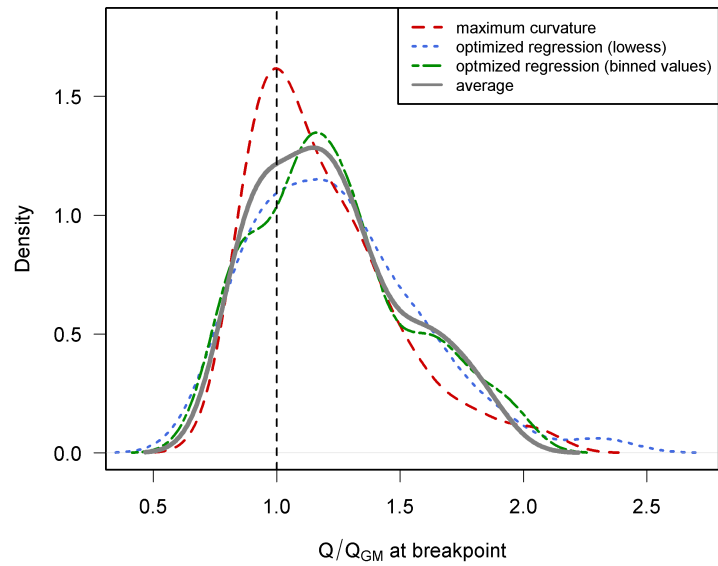 maximum curvature
optimized regression (lowess)
optmized regression (binned values)
average
1.5
1.0
0.5
0.0
Density
0.5 1.0 1.5 2.0 2.5
Q/QGM at breakpoint